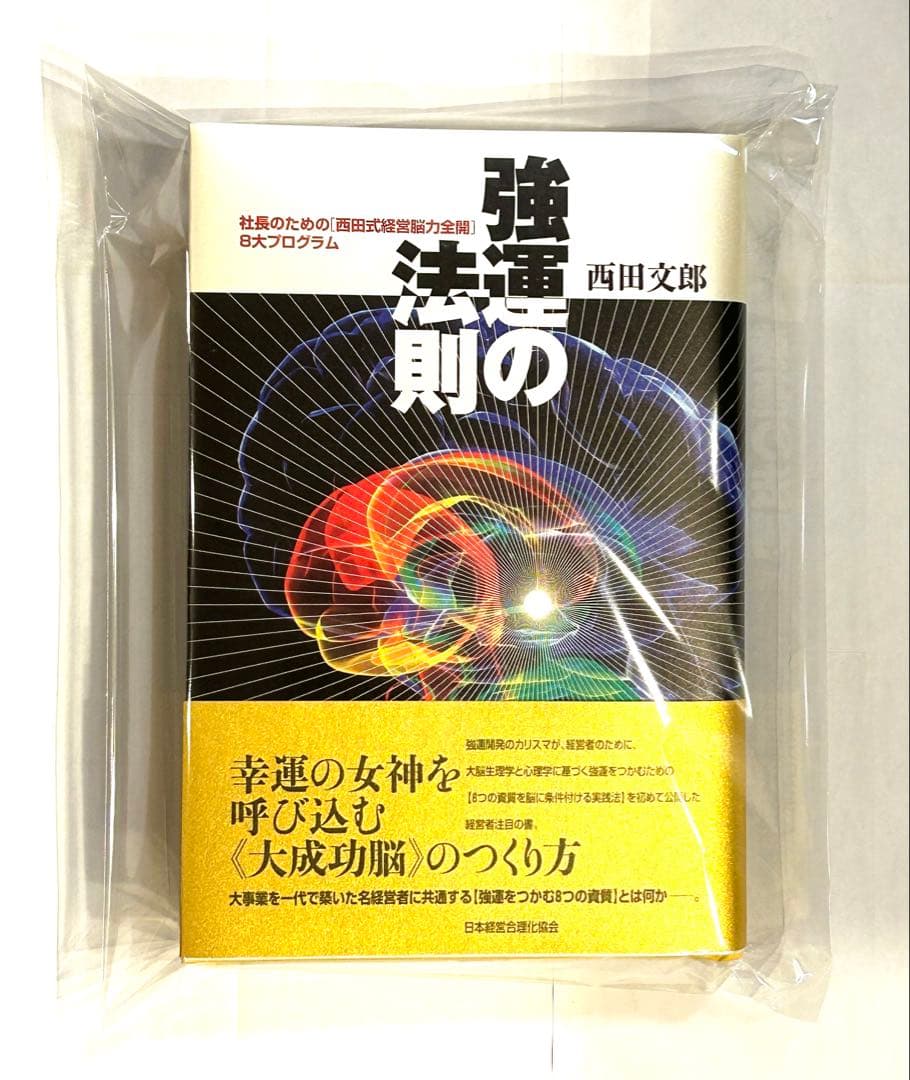 強運の
法則
社長のための[西田式経営脳力全開]
8大プログラム
西田文郎
幸運の女神を
呼び込む
《大成功脳》のつくり方
強運開発のカリスマが、経営者のために、
大脳生理学と心理学に基づく強運をつかむための
【8つの資質を脳に条件付ける実践法】を初めて公開した
経営者注目の書。
大事業を一代で築いた名経営者に共通する【強運をつかむ8つの資質】とは何か──。
日本経営合理化協会